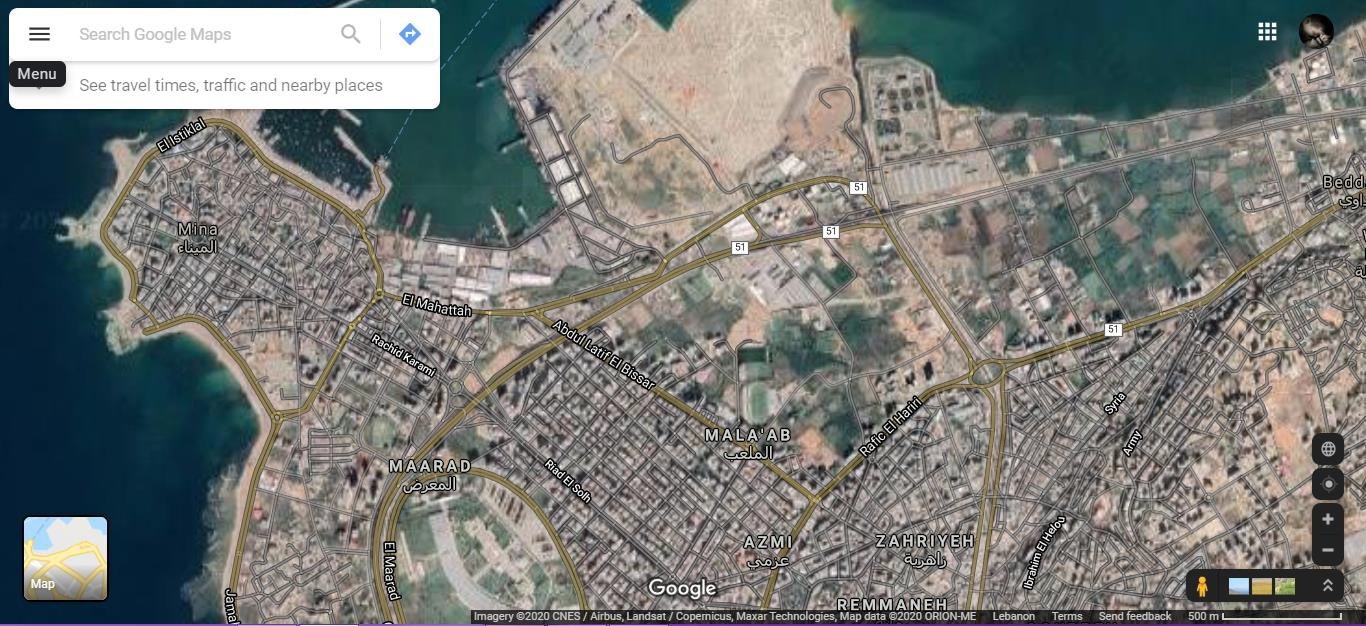 Search Google Maps
Menu
See travel times, traffic and nearby places
El Istiklal
51
Mina
الميناء
51
51
El Mahattah
Abdul Latif El Bissar
Rachid Karami
51
Syria
Rafic El Hariri
Army
MALA'AB
الملعب
MAARAD
المعرض
Riad El Solh
AZMI
عزمي
ZAHRIYEH
زاهرية
Ibrahim El Helou
El Maarad
Map
Google
REMMANEH
Imagery ©2020 CNES / Airbus, Landsat / Copernicus, Maxar Technologies, Map data ©2020 ORION-ME Lebanon Terms Send feedback 500 m